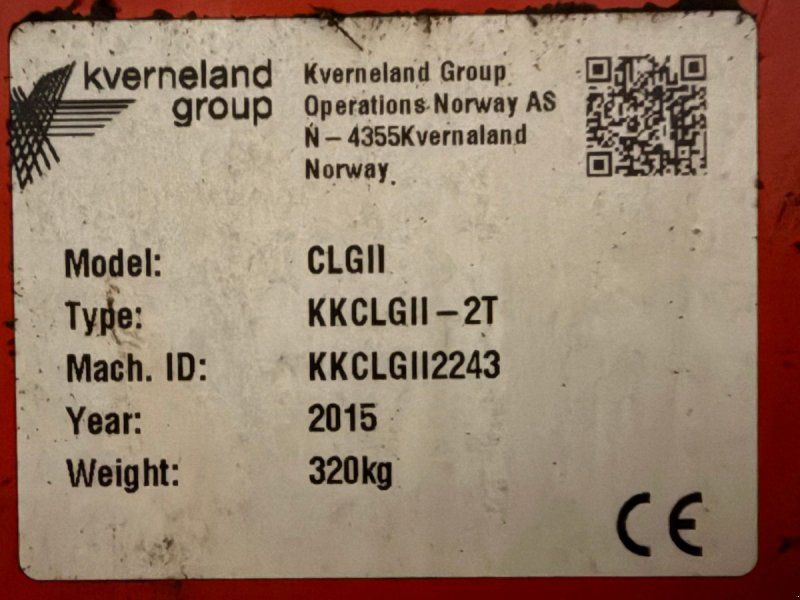 kverneland
group
Kverneland Group
Operations Norway AS
N – 4355Kvernaland
Norway.
Model: CLGII
Type: KKCLGII – 2T
Mach. ID: KKCLGII2243
Year: 2015
Weight: 320kg
CE